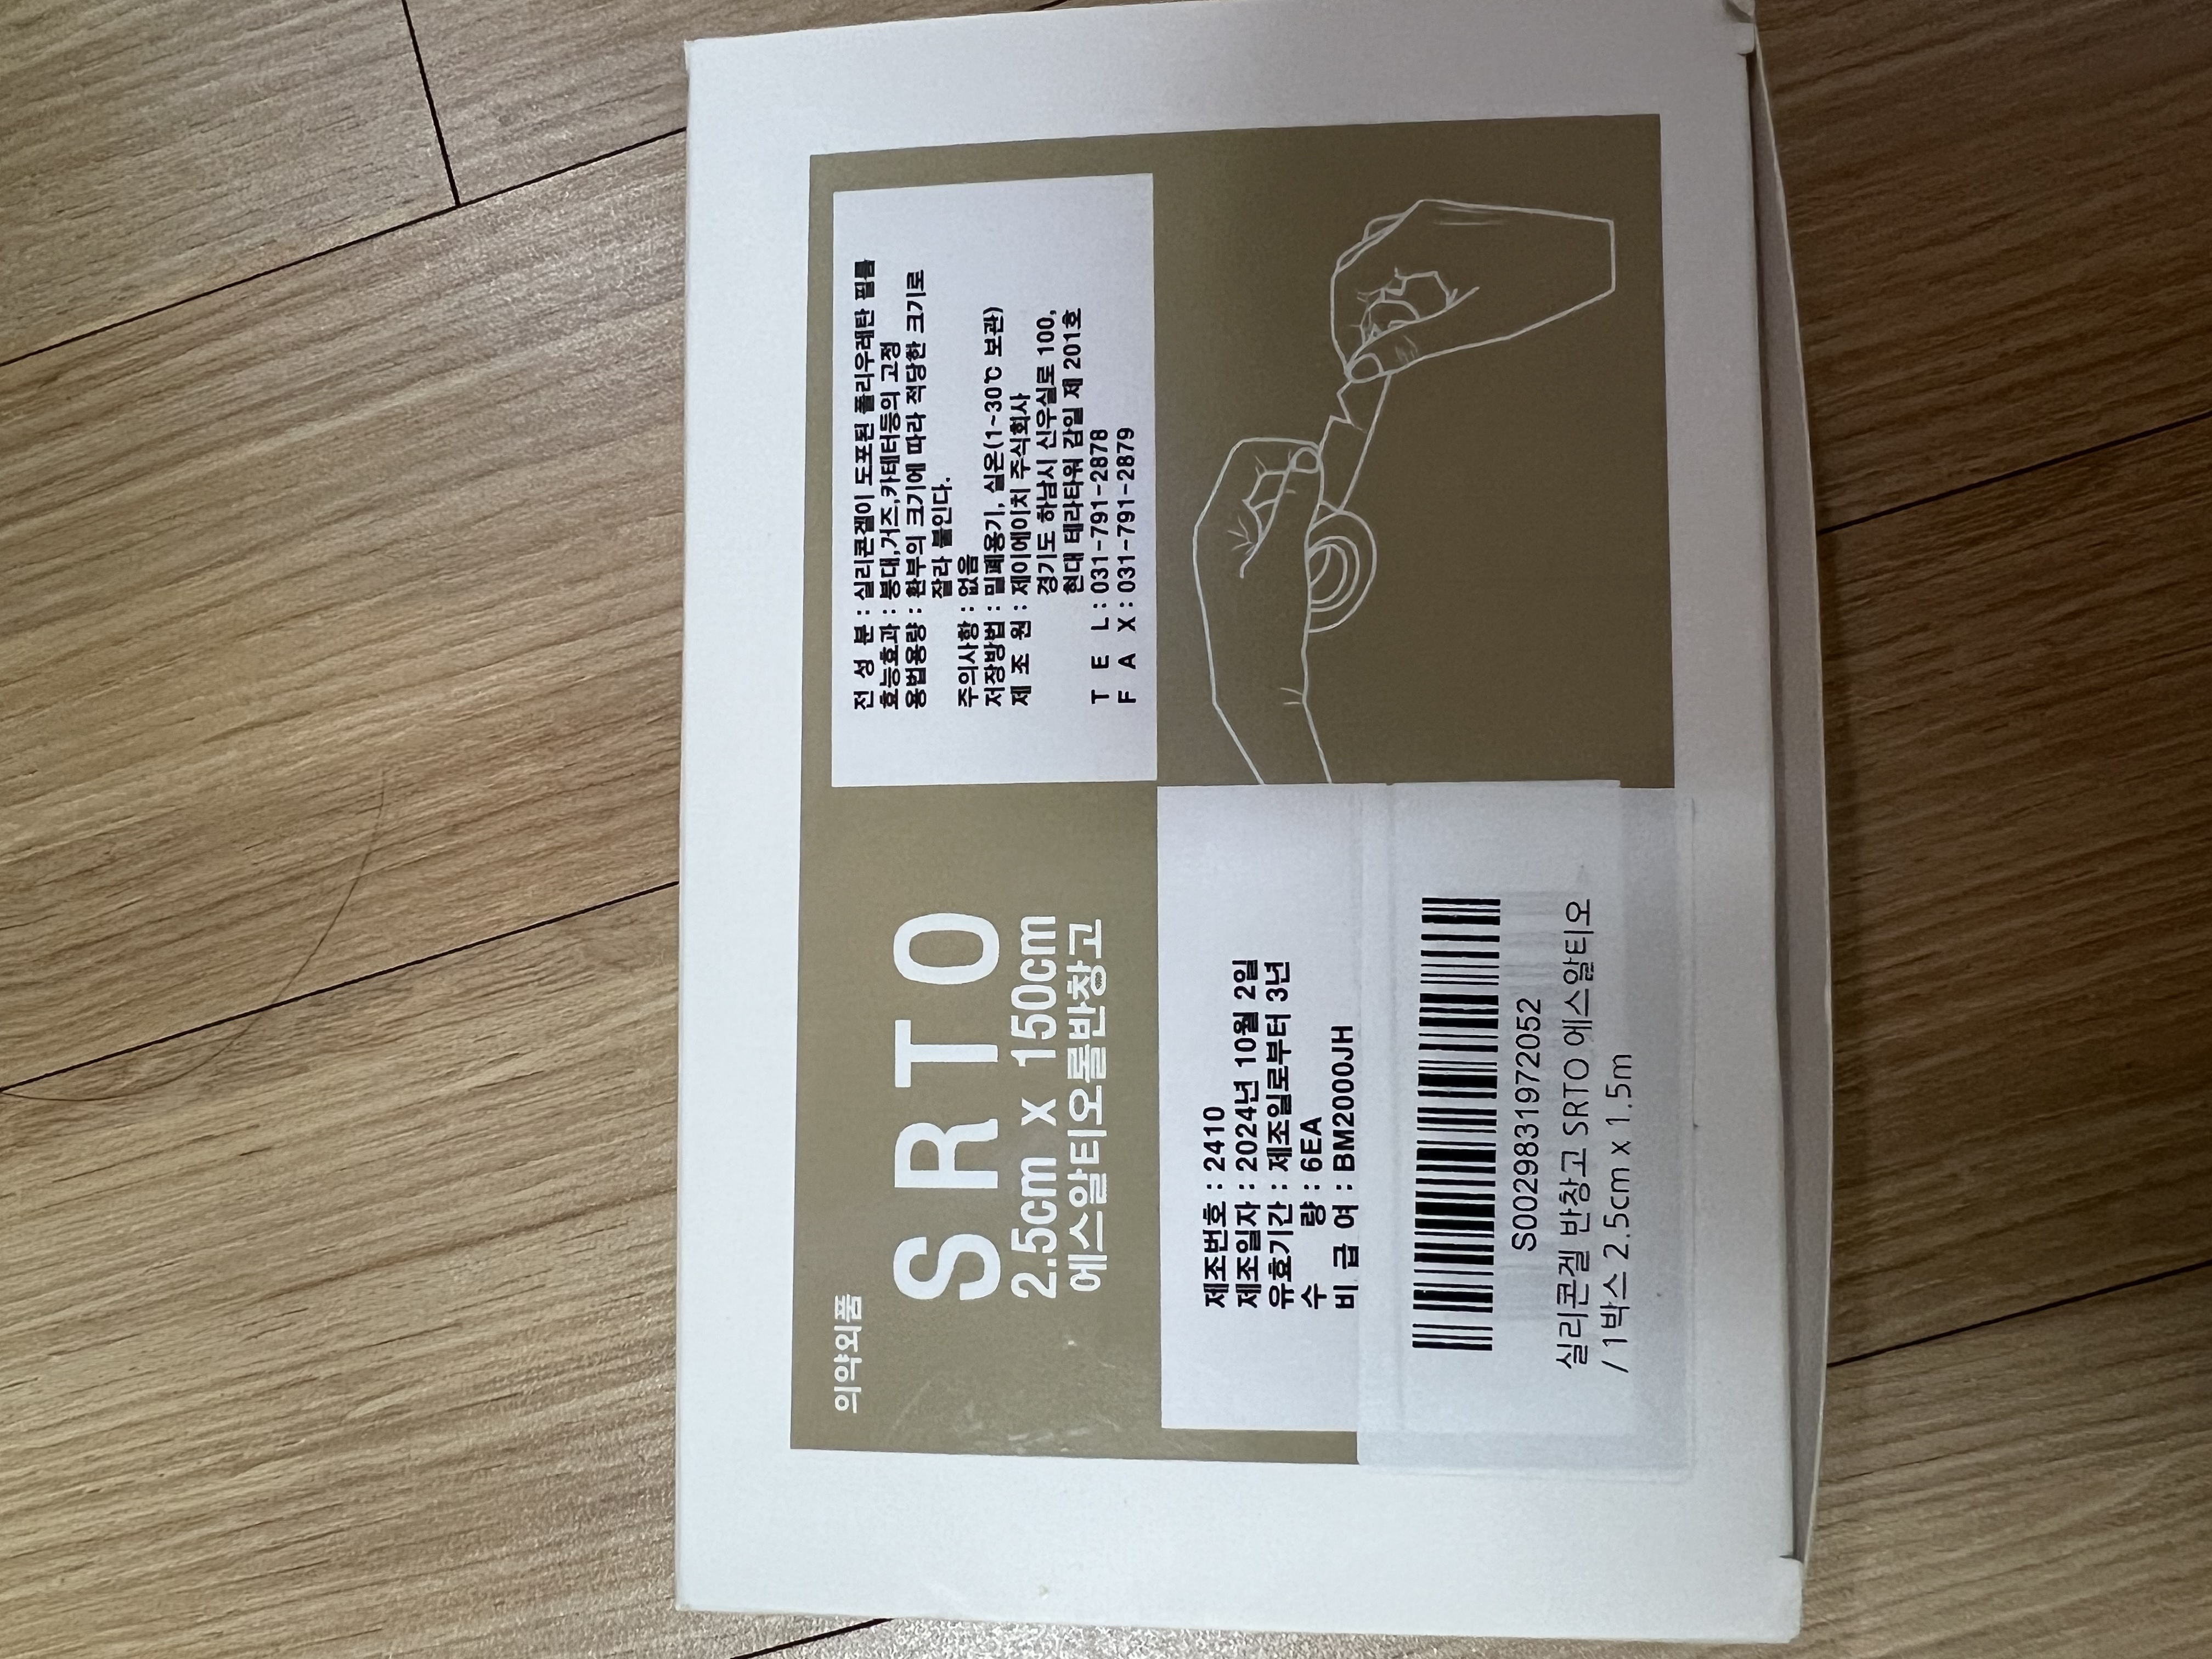 의약외품
S R T O
2.5cm x 150cm
에스알티오롤반창고
전 성 분 : 실리콘겔이 도포된 폴리우레탄 필름
효능효과 : 붕대,거즈,카테터등의 고정
용법용량 : 환부의 크기에 따라 적당한 크기로
잘라 붙인다.
주의사항 : 없음
저장방법 : 밀폐용기, 실온(1~30℃ 보관)
제 조 원 : 제이에이치 주식회사
경기도 하남시 신우실로 100,
현대 테라타워 감일 제 201호
T E L : 031-791-2878
F A X : 031-791-2879
제조번호 : 2410
제조일자 : 2024년 10월 2일
유효기간 : 제조일로부터 3년
수 량 : 6EA
비 급 여 : BM2000JH
S0029831972052
실리콘겔 반창고 SRTO 에스알티오
/ 1박스 2.5cm x 1.5m